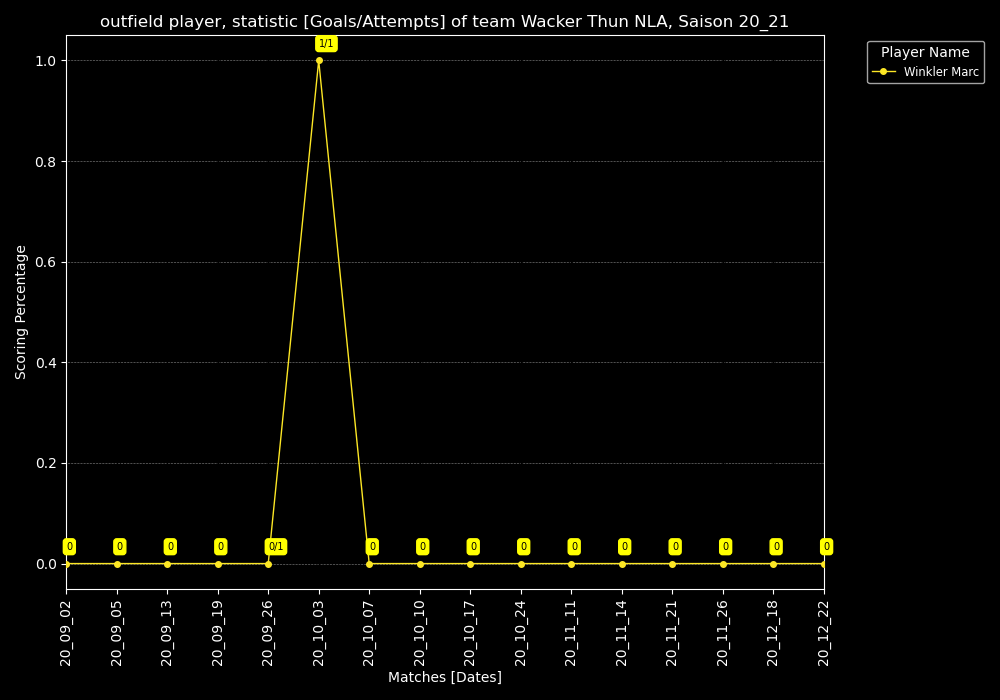 outfield player, statistic [Goals/Attempts] of team Wacker Thun NLA, Saison 20_21
Player Name
Winkler Marc
Scoring Percentage
1.0
0.8
0.6
0.4
0.2
0.0
1/1
0 0 0 0 0/1 0 0 0 0 0 0 0 0 0 0
20_09_02 20_09_05 20_09_13 20_09_19 20_09_26 20_10_03 20_10_07 20_10_10 20_10_17 20_10_24 20_11_11 20_11_14 20_11_21 20_11_26 20_12_18 20_12_22
Matches [Dates]